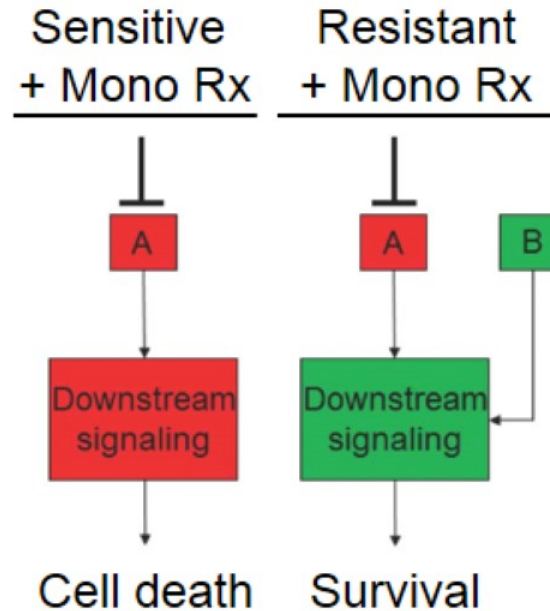 Sensitive
+ Mono Rx
A
Downstream
signaling
Cell death
Resistant
+ Mono Rx
A
B
Downstream
signaling
Survival